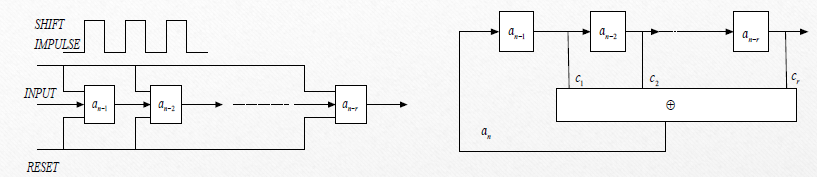 SHIFT
IMPULSE
INPUT
a_{n-1} a_{n-2} a_{n-r}
RESET
a_{n-1} a_{n-2} a_{n-r}
c_1 c_2 c_r
⊕
a_n